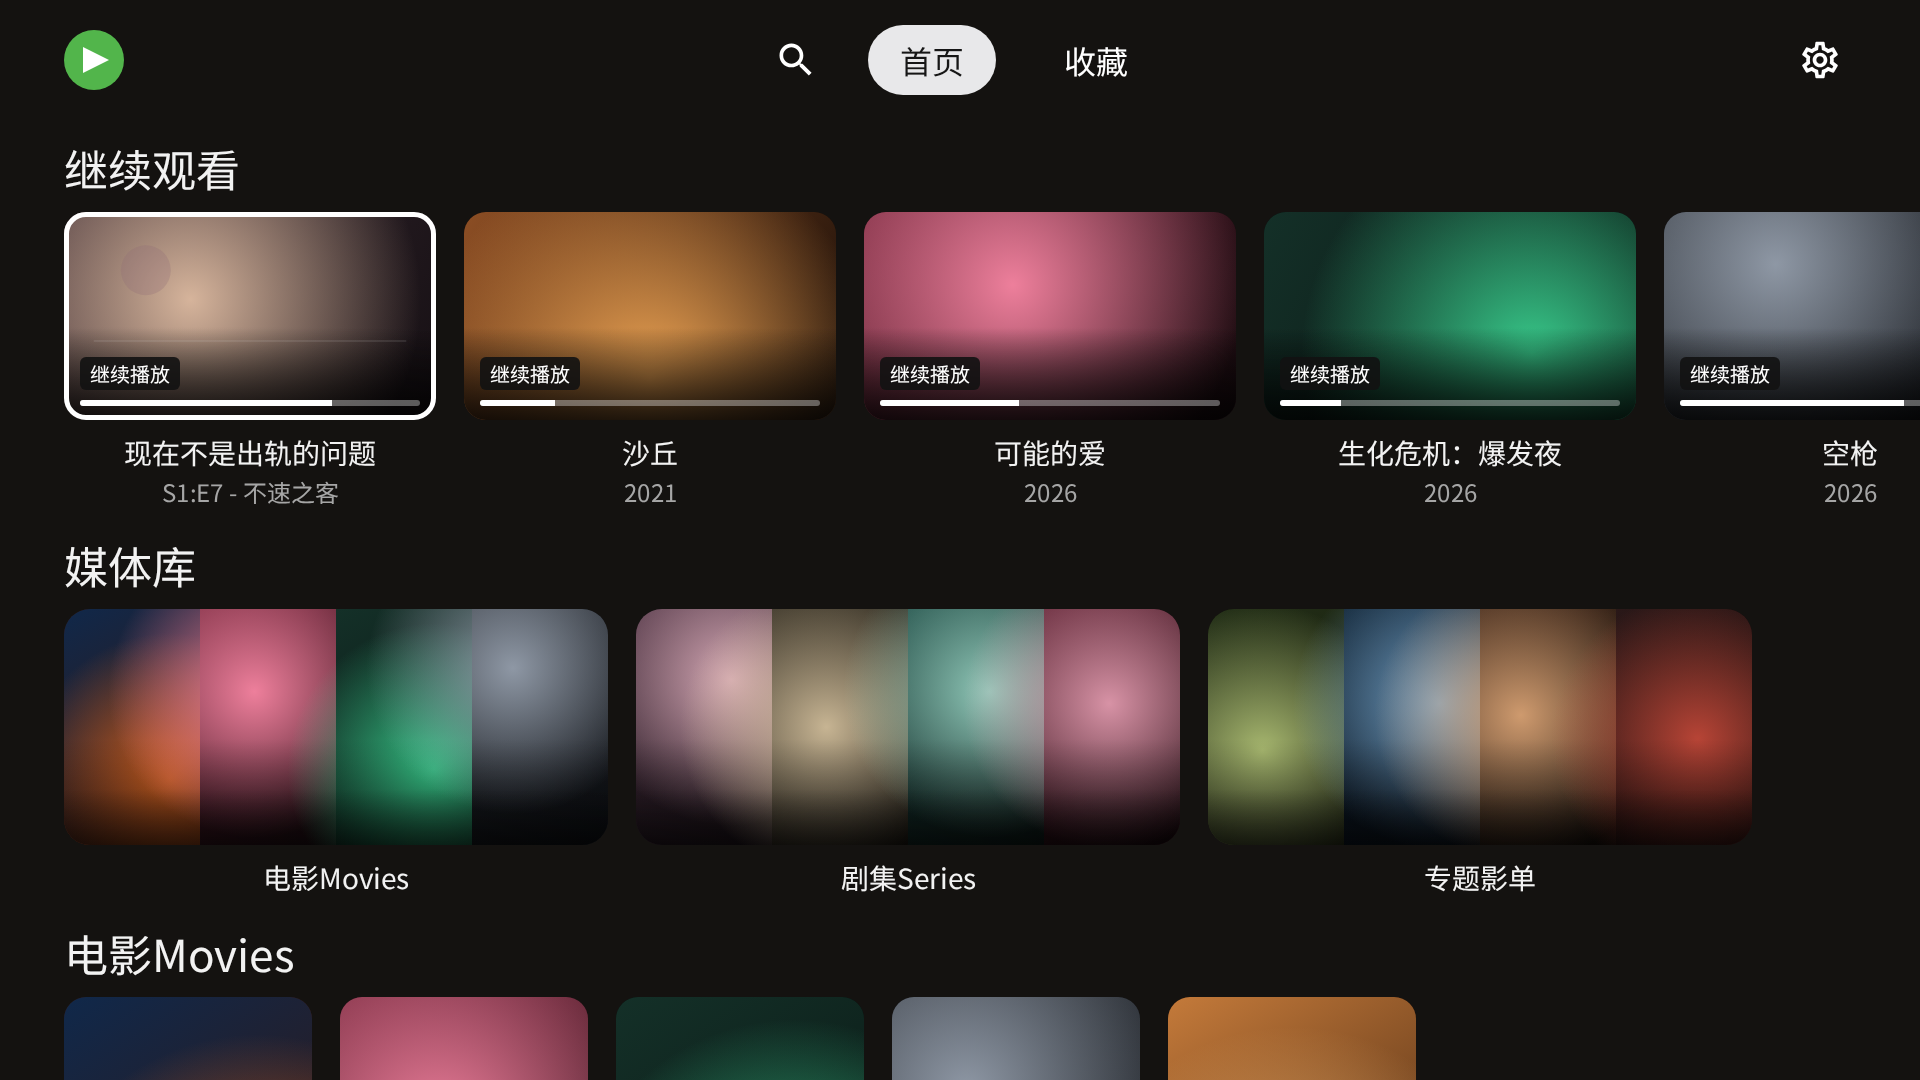 首页
收藏
继续观看
继续播放
继续播放
继续播放
继续播放
继续播放
现在不是出轨的问题
沙丘
可能的爱
生化危机：爆发夜
空枪
S1:E7 - 不速之客
2021
2026
2026
2026
媒体库
电影Movies
剧集Series
专题影单
电影Movies